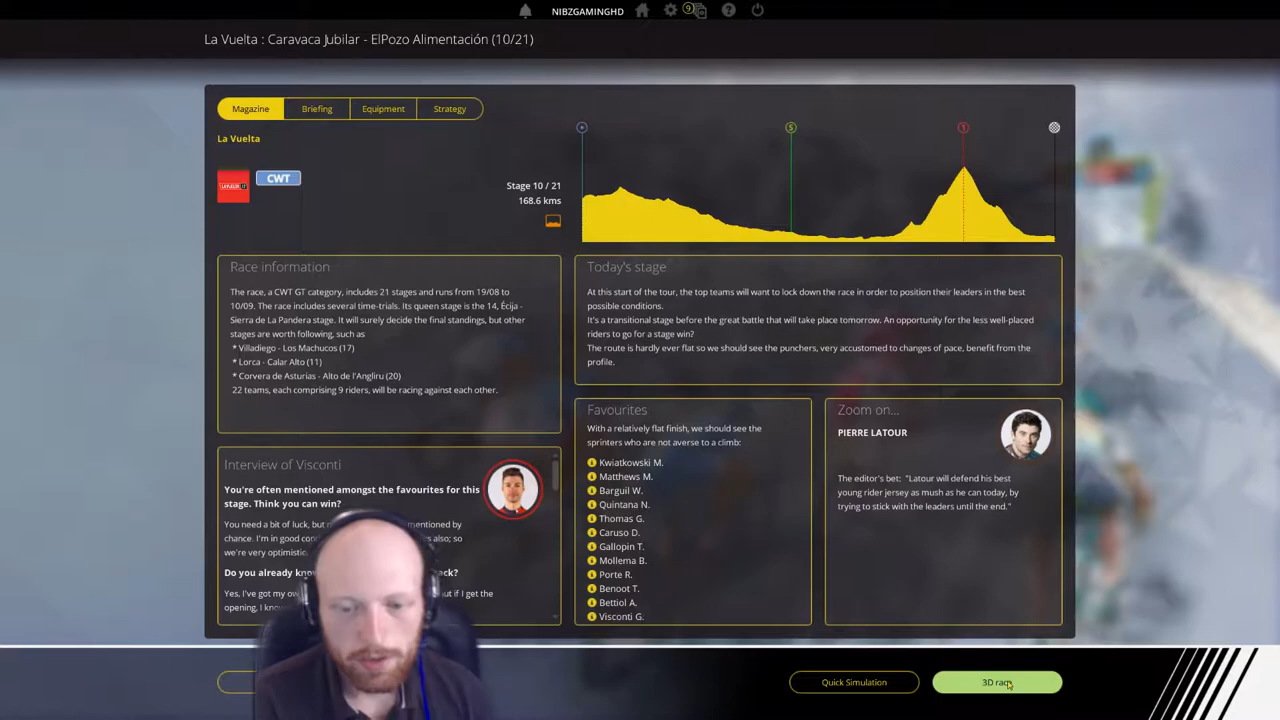 NIBZGAMINGHD
9
La Vuelta : Caravaca Jubilar - ElPozo Alimentación (10/21)
Magazine
Briefing
Equipment
Strategy
La Vuelta
CWT
Stage 10 / 21
168.6 kms
S
1
Race information
The race, a CWT GT category, includes 21 stages and runs from 19/08 to
10/09. The race includes several time-trials. Its queen stage is the 14, Écija -
Sierra de La Pandera stage. It will surely decide the final standings, but other
stages are worth following, such as
* Villadiego - Los Machucos (17)
* Lorca - Calar Alto (11)
* Corvera de Asturias - Alto de l'Angliru (20)
22 teams, each comprising 9 riders, will be racing against each other.
Today's stage
At this start of the tour, the top teams will want to lock down the race in order to position their leaders in the best
possible conditions.
It's a transitional stage before the great battle that will take place tomorrow. An opportunity for the less well-placed
riders to go for a stage win?
The route is hardly ever flat so we should see the punchers, very accustomed to changes of pace, benefit from the
profile.
Interview of Visconti
You're often mentioned amongst the favourites for this
stage. Think you can win?
You need a bit of luck, but mentioned by
chance. I'm in good con also; so
we're very optimistic
Do you already kno ck?
Yes, I've got my ow ut if I get the
opening, I know
Favourites
With a relatively flat finish, we should see the
sprinters who are not averse to a climb:
Kwiatkowski M.
Matthews M.
Barguil W.
Quintana N.
Thomas G.
Caruso D.
Gallopin T.
Mollema B.
Porte R.
Benoot T.
Bettiol A.
Visconti G.
Zoom on...
PIERRE LATOUR
The editor's bet: "Latour will defend his best
young rider jersey as mush as he can today, by
trying to stick with the leaders until the end."
Quick Simulation
3D race